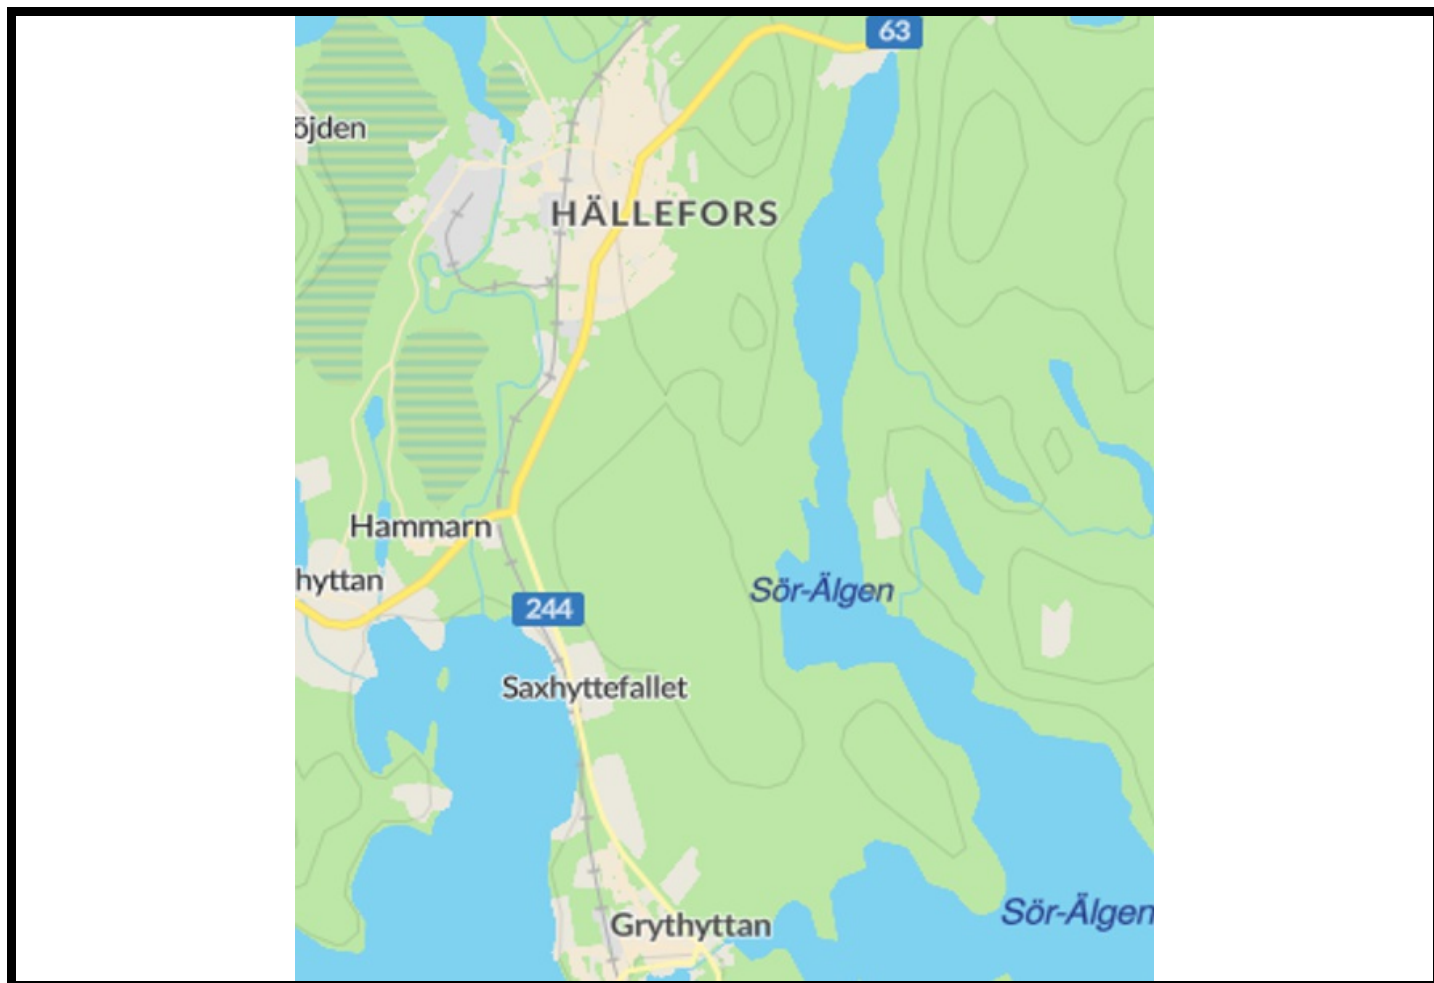 63
öjden
HÄLLEFORS
Hammarn
hyttan
Sör-Älgen
244
Saxhyttefallet
Sör-Älgen
Grythyttan